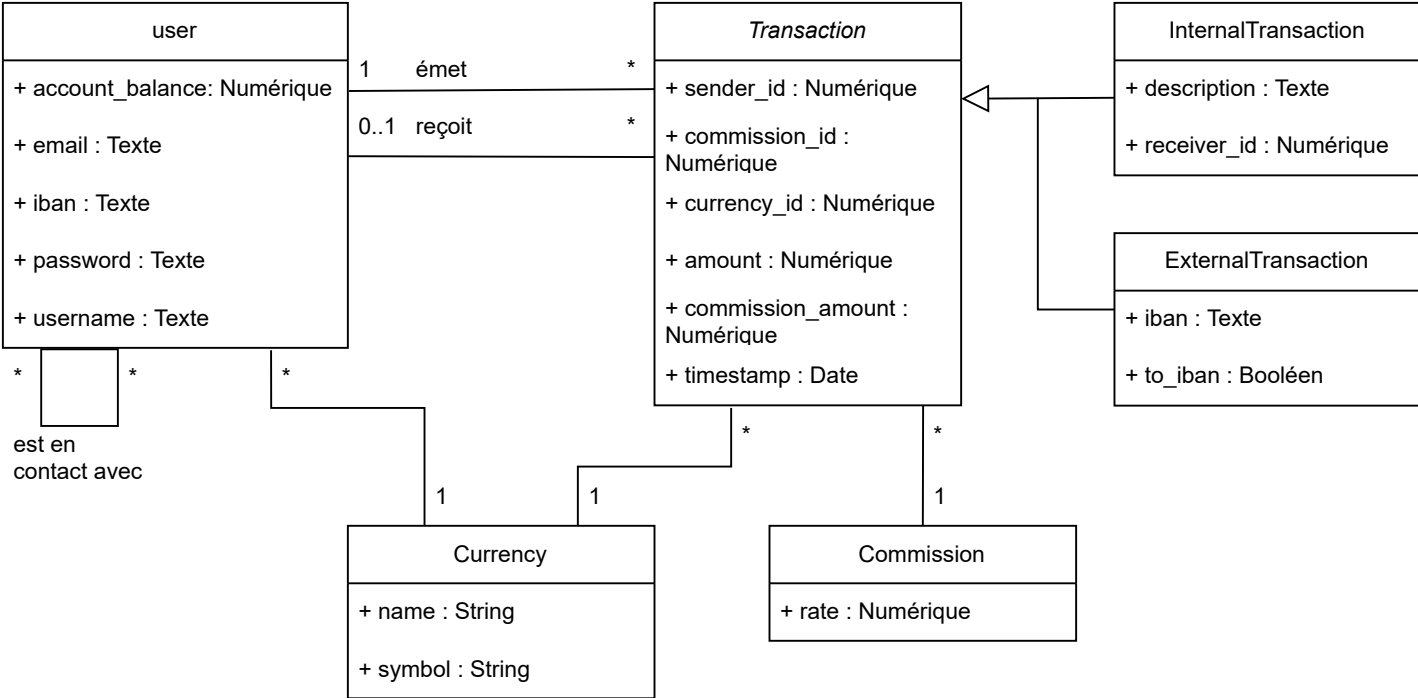 user
+ account_balance: Numérique
+ email : Texte
+ iban : Texte
+ password : Texte
+ username : Texte
1 émet *
0..1 reçoit *
Transaction
+ sender_id : Numérique
+ commission_id :
Numérique
+ currency_id : Numérique
+ amount : Numérique
+ commission_amount :
Numérique
+ timestamp : Date
InternalTransaction
+ description : Texte
+ receiver_id : Numérique
ExternalTransaction
+ iban : Texte
+ to_iban : Booléen
* * *
est en
contact avec
* *
1 1 1
Currency
+ name : String
+ symbol : String
Commission
+ rate : Numérique